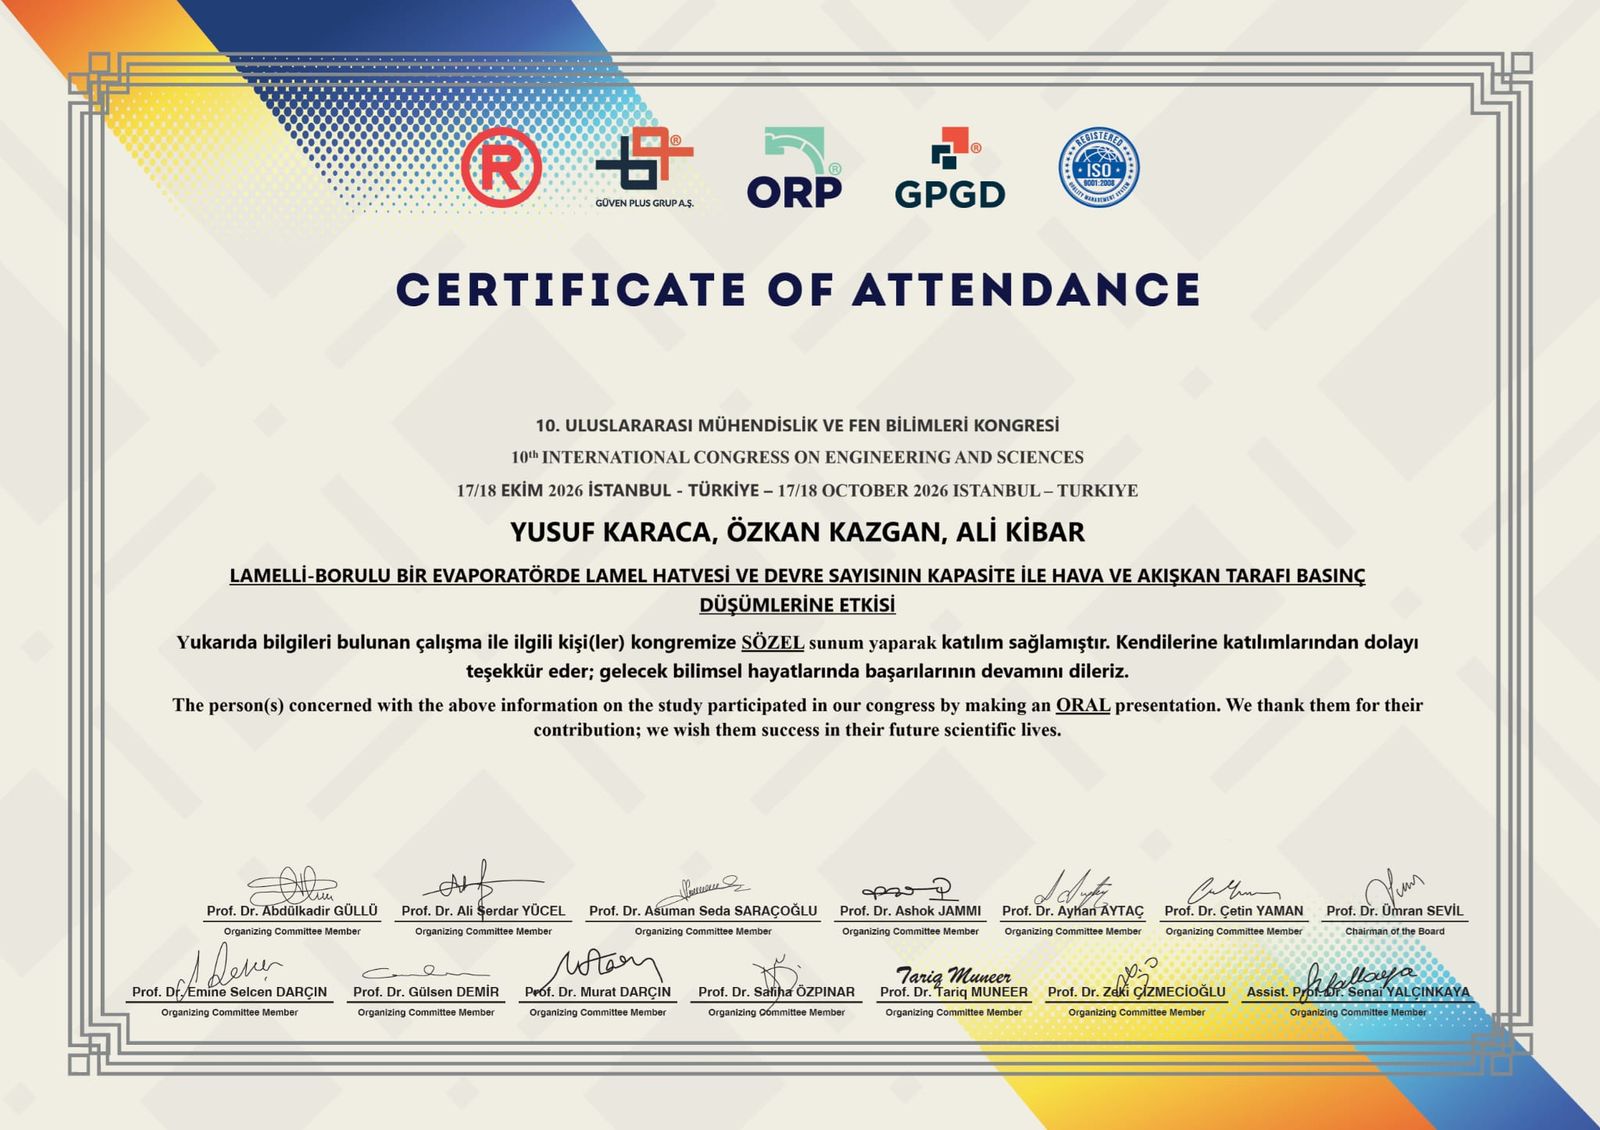 R
GÜVEN PLUS GRUP A.Ş.
ORP
GPGD
REGISTERED
ISO
9001:2008
QUALITY MANAGEMENT SYSTEM
CERTIFICATE OF ATTENDANCE
10. ULUSLARARASI MÜHENDİSLİK VE FEN BİLİMLERİ KONGRESİ
10th INTERNATIONAL CONGRESS ON ENGINEERING AND SCIENCES
17/18 EKİM 2026 İSTANBUL - TÜRKİYE – 17/18 OCTOBER 2026 ISTANBUL – TURKIYE
YUSUF KARACA, ÖZKAN KAZGAN, ALİ KİBAR
LAMELLİ-BORULU BİR EVAPORATÖRDE LAMEL HATVESİ VE DEVRE SAYISININ KAPASİTE İLE HAVA VE AKIŞKAN TARAFI BASINÇ
DÜŞÜMLERİNE ETKİSİ
Yukarıda bilgileri bulunan çalışma ile ilgili kişi(ler) kongremize SÖZEL sunum yaparak katılım sağlamıştır. Kendilerine katılımlarından dolayı
teşekkür eder; gelecek bilimsel hayatlarında başarılarının devamını dileriz.
The person(s) concerned with the above information on the study participated in our congress by making an ORAL presentation. We thank them for their
contribution; we wish them success in their future scientific lives.
Prof. Dr. Abdülkadir GÜLLÜ Prof. Dr. Ali Serdar YÜCEL Prof. Dr. Asuman Seda SARAÇOĞLU Prof. Dr. Ashok JAMMI Prof. Dr. Ayhan AYTAÇ Prof. Dr. Çetin YAMAN Prof. Dr. Ümran SEVİL
Organizing Committee Member Organizing Committee Member Organizing Committee Member Organizing Committee Member Organizing Committee Member Organizing Committee Member Chairman of the Board
Tariq Muneer
Prof. Dr. Emine Selcen DARÇIN Prof. Dr. Gülsen DEMİR Prof. Dr. Murat DARÇIN Prof. Dr. Saliha ÖZPINAR Prof. Dr. Tariq MUNEER Prof. Dr. Zeki ÇİZMECİOĞLU Assist. Prof. Dr. Senai YALÇINKAYA
Organizing Committee Member Organizing Committee Member Organizing Committee Member Organizing Committee Member Organizing Committee Member Organizing Committee Member Organizing Committee Member